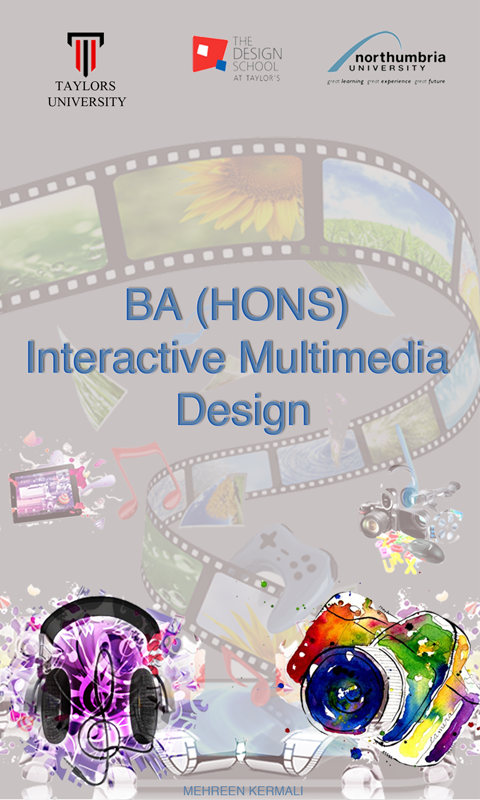 TAYLORS
UNIVERSITY
THE
DESIGN
SCHOOL
AT TAYLOR'S
northumbria
UNIVERSITY
great learning great experience great future
BA (HONS)
Interactive Multimedia
Design
MEHREEN KERMALI